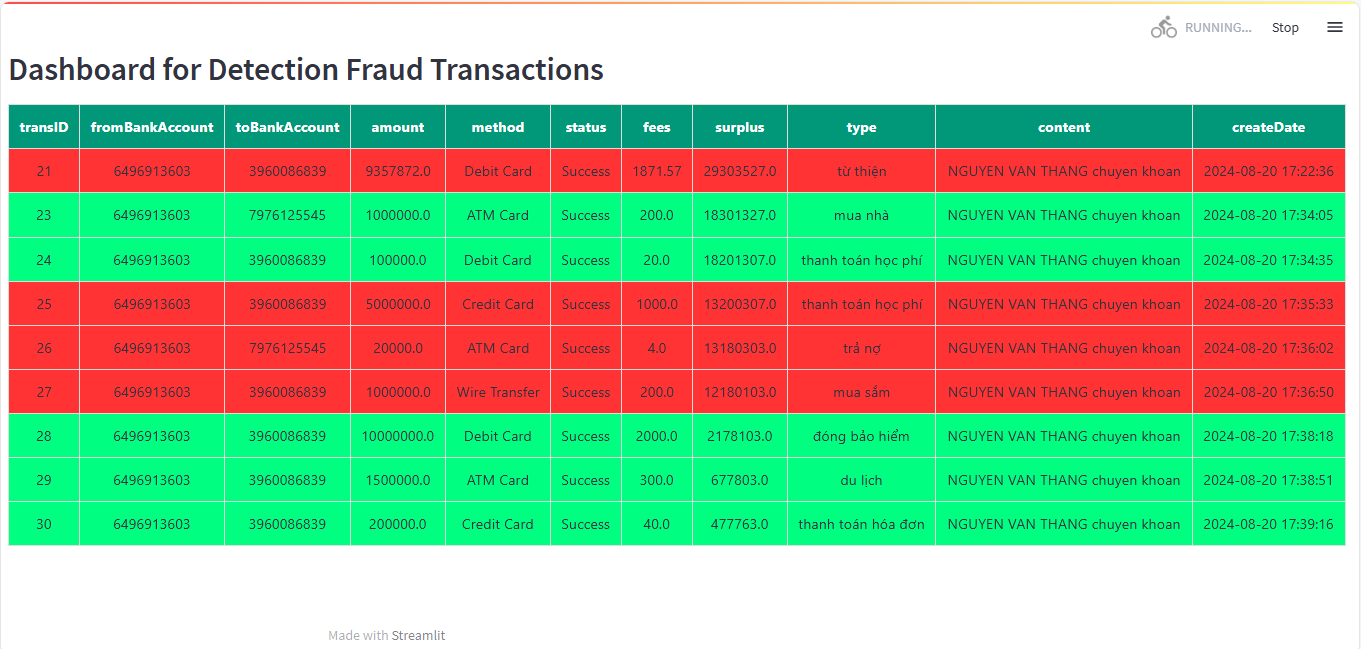 RUNNING... Stop
Dashboard for Detection Fraud Transactions
transID fromBankAccount toBankAccount amount method status fees surplus type content createDate
21 6496913603 3960086839 9357872.0 Debit Card Success 1871.57 29303527.0 từ thiện NGUYEN VAN THANG chuyen khoan 2024-08-20 17:22:36
23 6496913603 7976125545 1000000.0 ATM Card Success 200.0 18301327.0 mua nhà NGUYEN VAN THANG chuyen khoan 2024-08-20 17:34:05
24 6496913603 3960086839 100000.0 Debit Card Success 20.0 18201307.0 thanh toán học phí NGUYEN VAN THANG chuyen khoan 2024-08-20 17:34:35
25 6496913603 3960086839 5000000.0 Credit Card Success 1000.0 13200307.0 thanh toán học phí NGUYEN VAN THANG chuyen khoan 2024-08-20 17:35:33
26 6496913603 7976125545 20000.0 ATM Card Success 4.0 13180303.0 trả nợ NGUYEN VAN THANG chuyen khoan 2024-08-20 17:36:02
27 6496913603 3960086839 1000000.0 Wire Transfer Success 200.0 12180103.0 mua sắm NGUYEN VAN THANG chuyen khoan 2024-08-20 17:36:50
28 6496913603 3960086839 10000000.0 Debit Card Success 2000.0 2178103.0 đóng bảo hiểm NGUYEN VAN THANG chuyen khoan 2024-08-20 17:38:18
29 6496913603 3960086839 1500000.0 ATM Card Success 300.0 677803.0 du lịch NGUYEN VAN THANG chuyen khoan 2024-08-20 17:38:51
30 6496913603 3960086839 200000.0 Credit Card Success 40.0 477763.0 thanh toán hóa đơn NGUYEN VAN THANG chuyen khoan 2024-08-20 17:39:16
Made with Streamlit